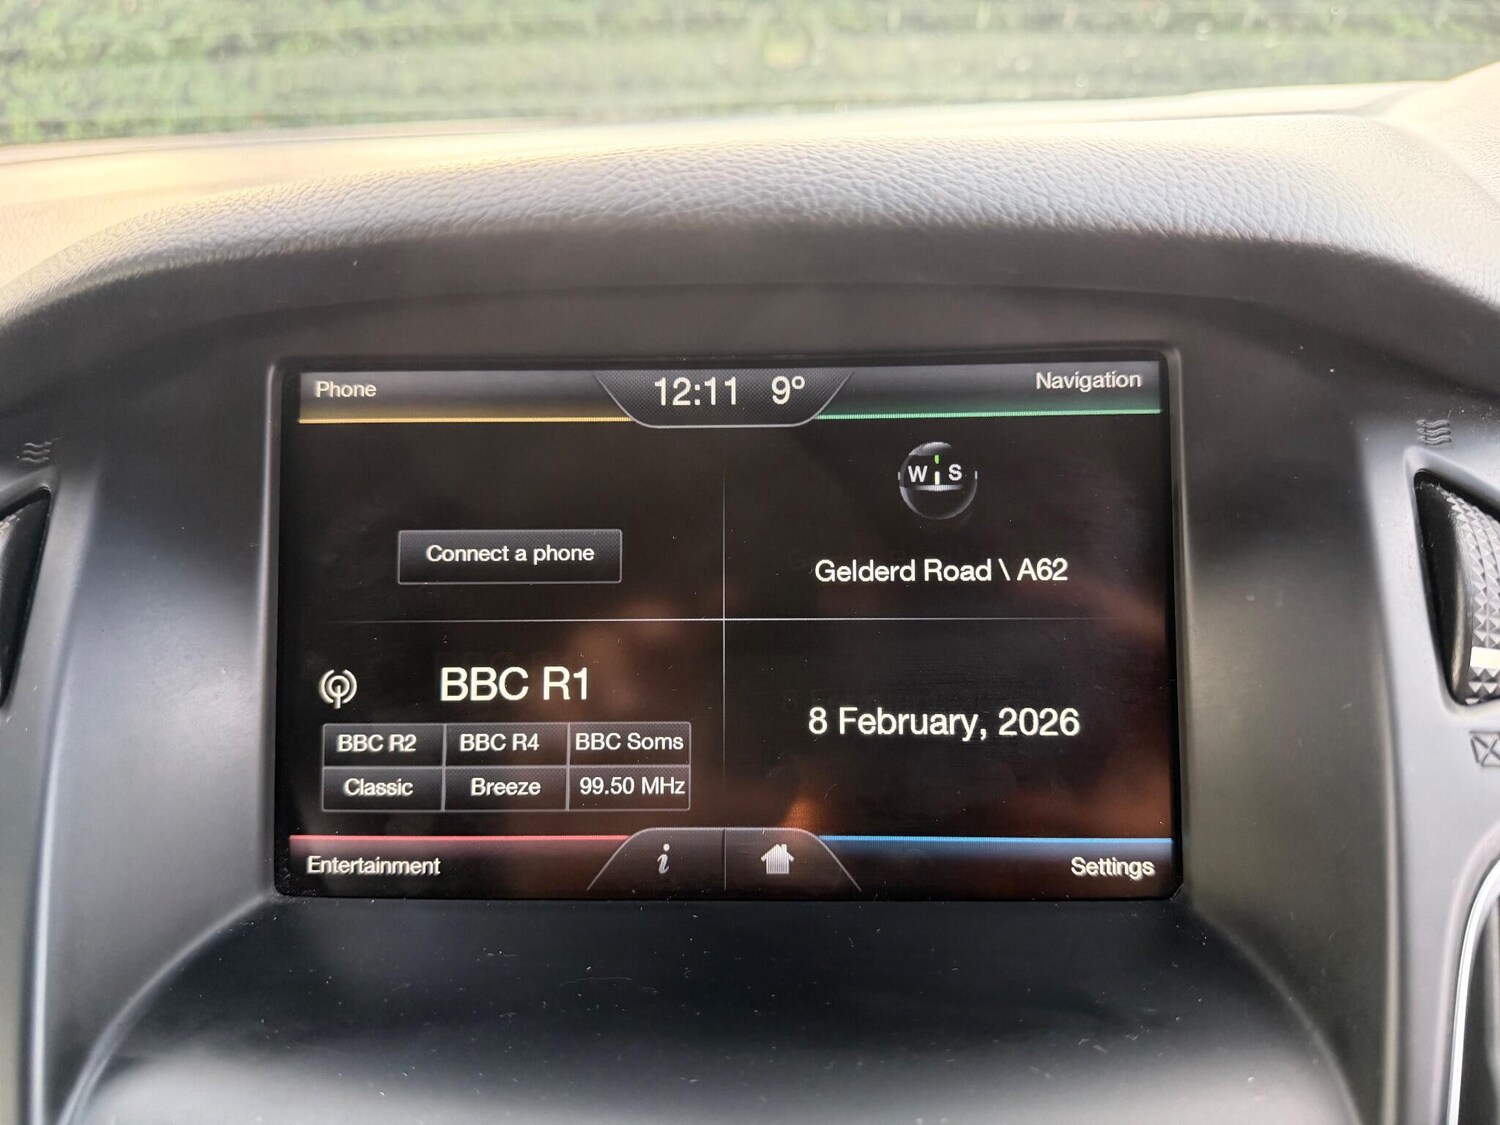 Phone
12:11 9°
Navigation
W S
Connect a phone
Gelderd Road \ A62
BBC R1
BBC R2 BBC R4 BBC Soms
Classic Breeze 99.50 MHz
8 February, 2026
Entertainment
i
Settings